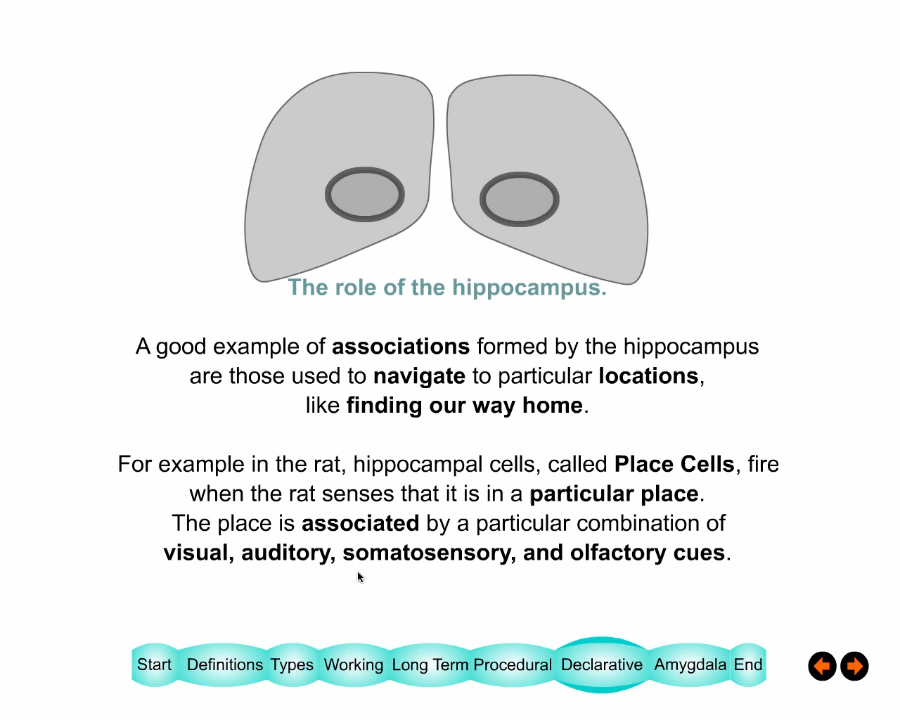 The role of the hippocampus.
A good example of associations formed by the hippocampus
are those used to navigate to particular locations,
like finding our way home.
For example in the rat, hippocampal cells, called Place Cells, fire
when the rat senses that it is in a particular place.
The place is associated by a particular combination of
visual, auditory, somatosensory, and olfactory cues.
Start Definitions Types Working Long Term Procedural Declarative Amygdala End